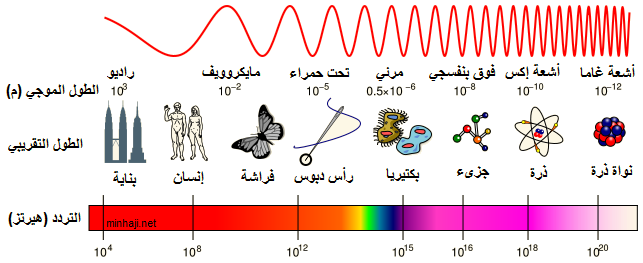 راديو مايكروويف تحت حمراء مرئي فوق بنفسجي أشعة إكس أشعة غاما
الطول الموجي (م) 10³ 10⁻² 10⁻⁵ 0.5×10⁻⁶ 10⁻⁸ 10⁻¹⁰ 10⁻¹²
الطول التقريبي
بناية إنسان فراشة رأس دبوس بكتيريا جزىء ذرة نواة ذرة
التردد (هيرتز)
minhaji.net
10⁴ 10⁸ 10¹² 10¹⁵ 10¹⁶ 10¹⁸ 10²⁰